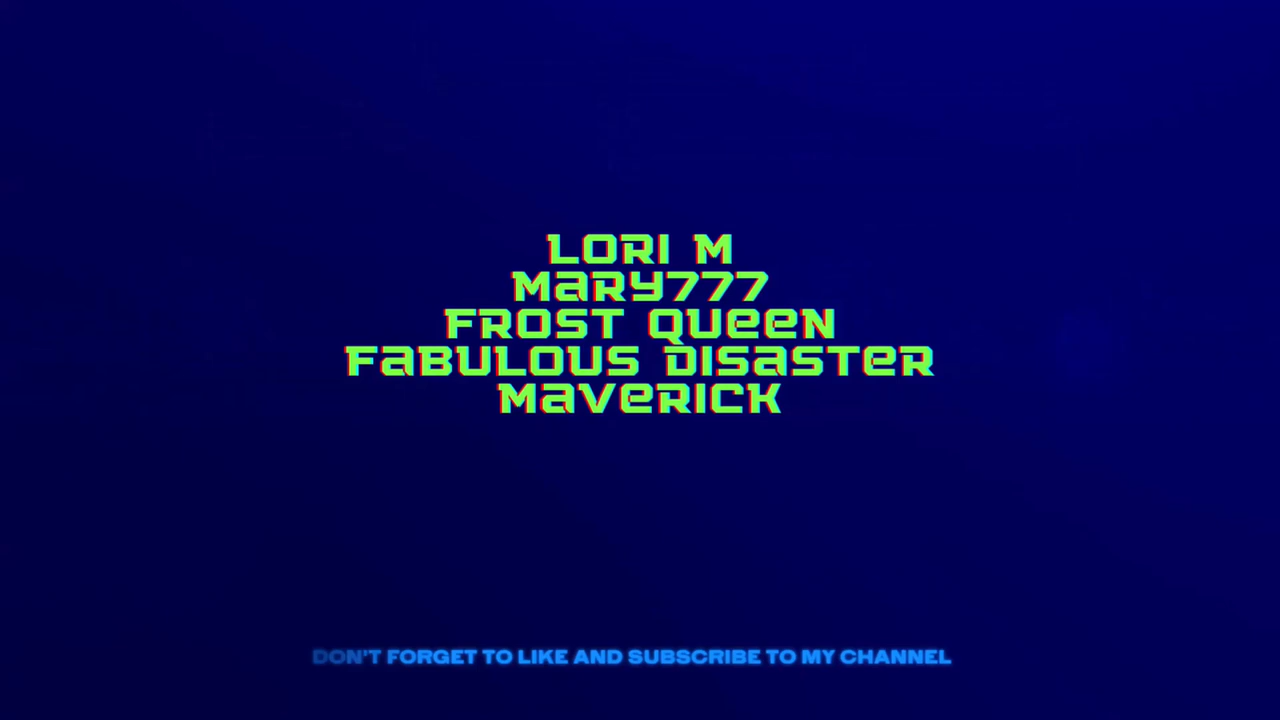 LORI M
MaRY777
FROST QUeeN
FaBULOUS DISaSTeR
MaVeRICK
DON'T FORGET TO LIKE AND SUBSCRIBE TO MY CHANNEL